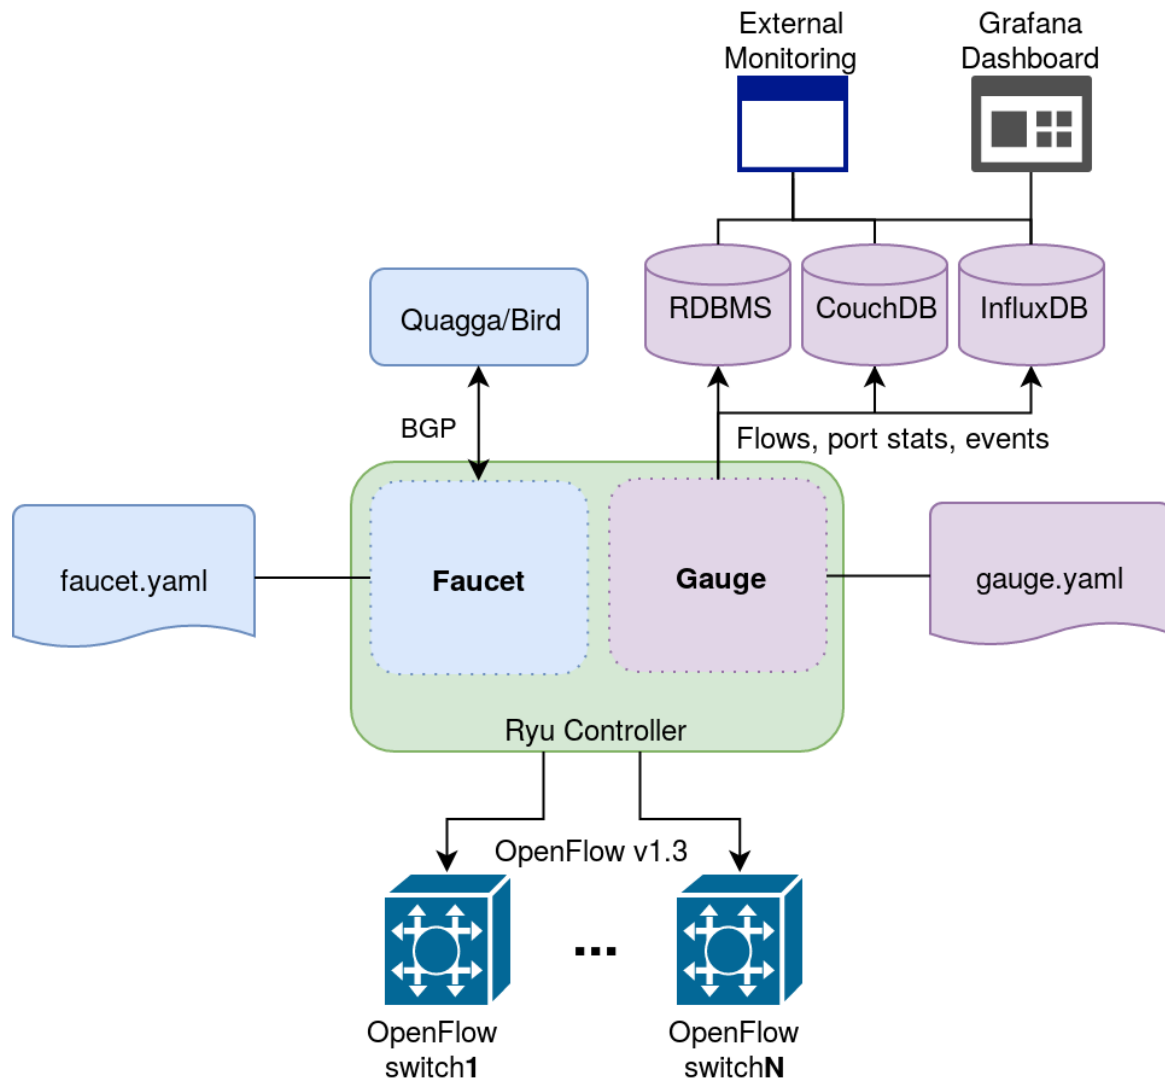 External
Monitoring
Grafana
Dashboard
RDBMS
CouchDB
InfluxDB
Quagga/Bird
BGP
Flows, port stats, events
faucet.yaml
Faucet
Gauge
gauge.yaml
Ryu Controller
OpenFlow v1.3
...
OpenFlow
switch1
OpenFlow
switchN